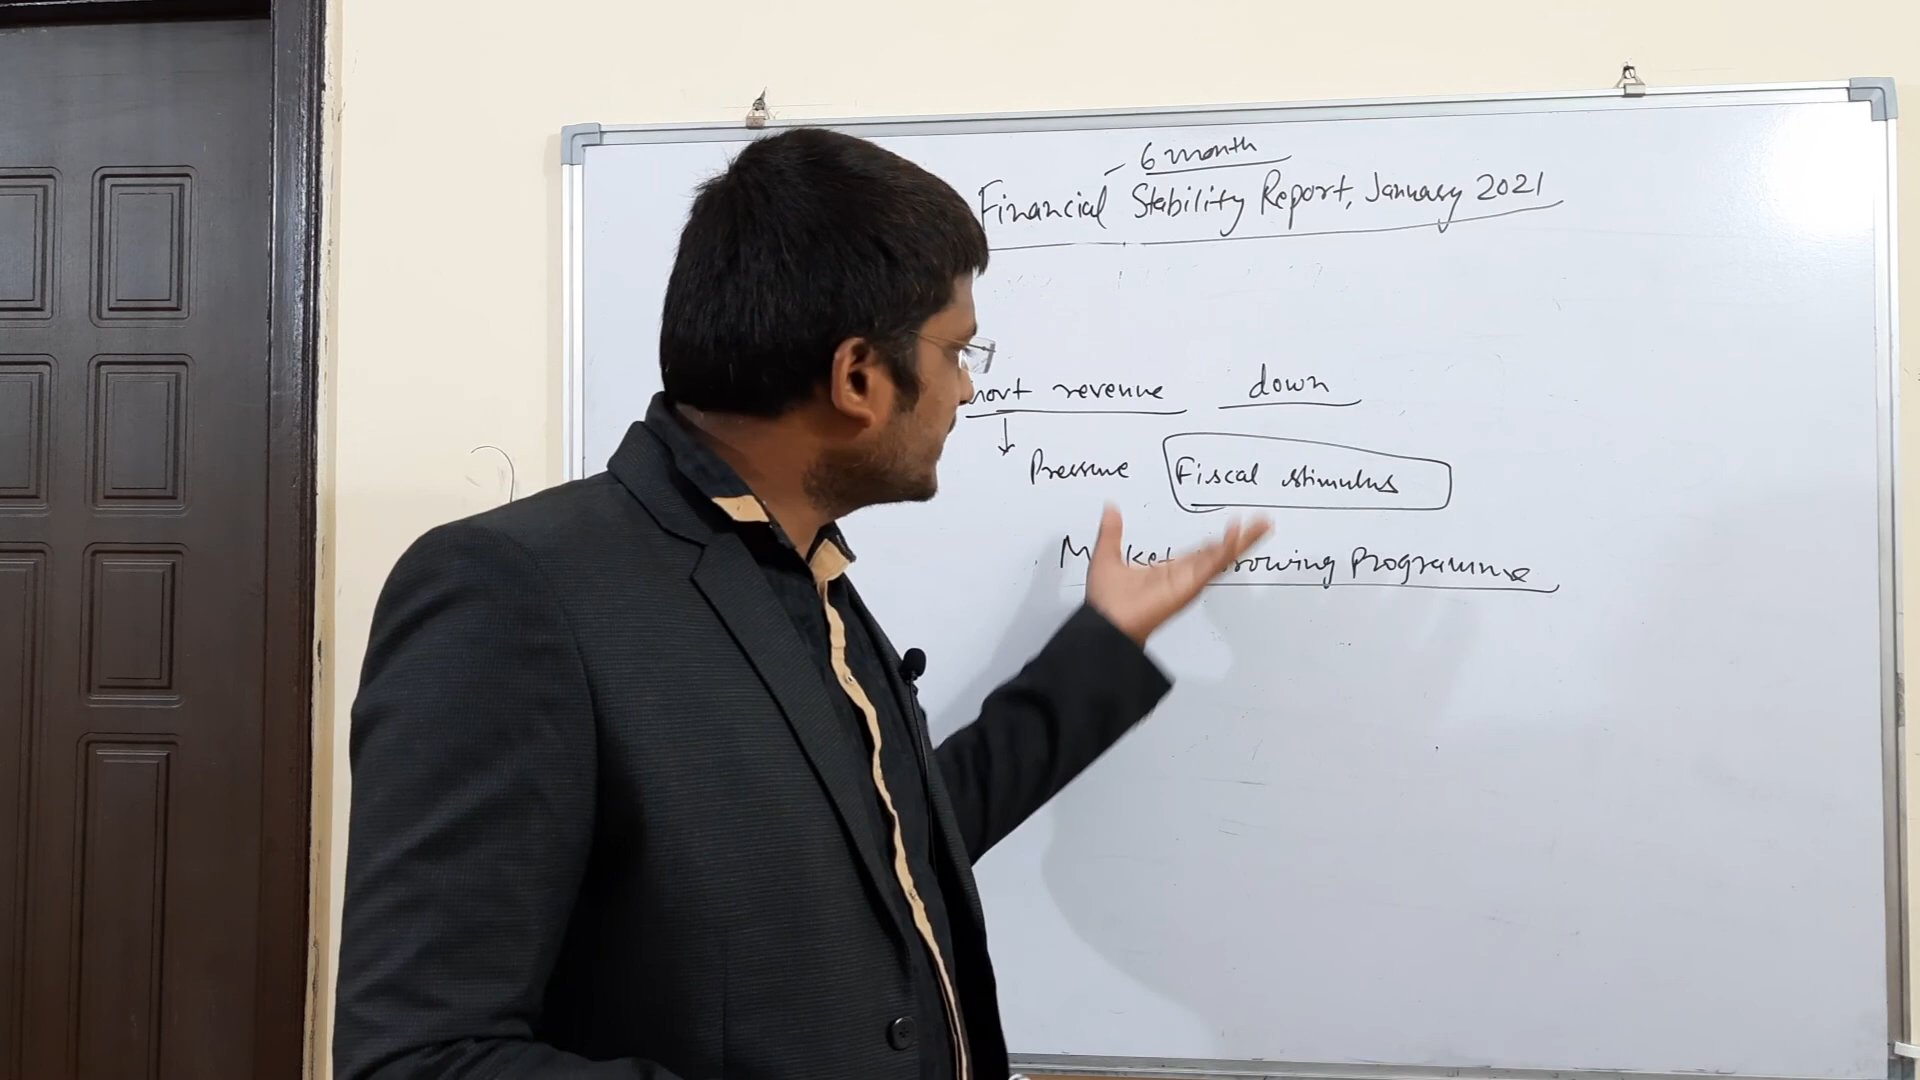 6 month
Financial Stability Report, January 2021
revenue down
Pressure Fiscal stimulus
Programme